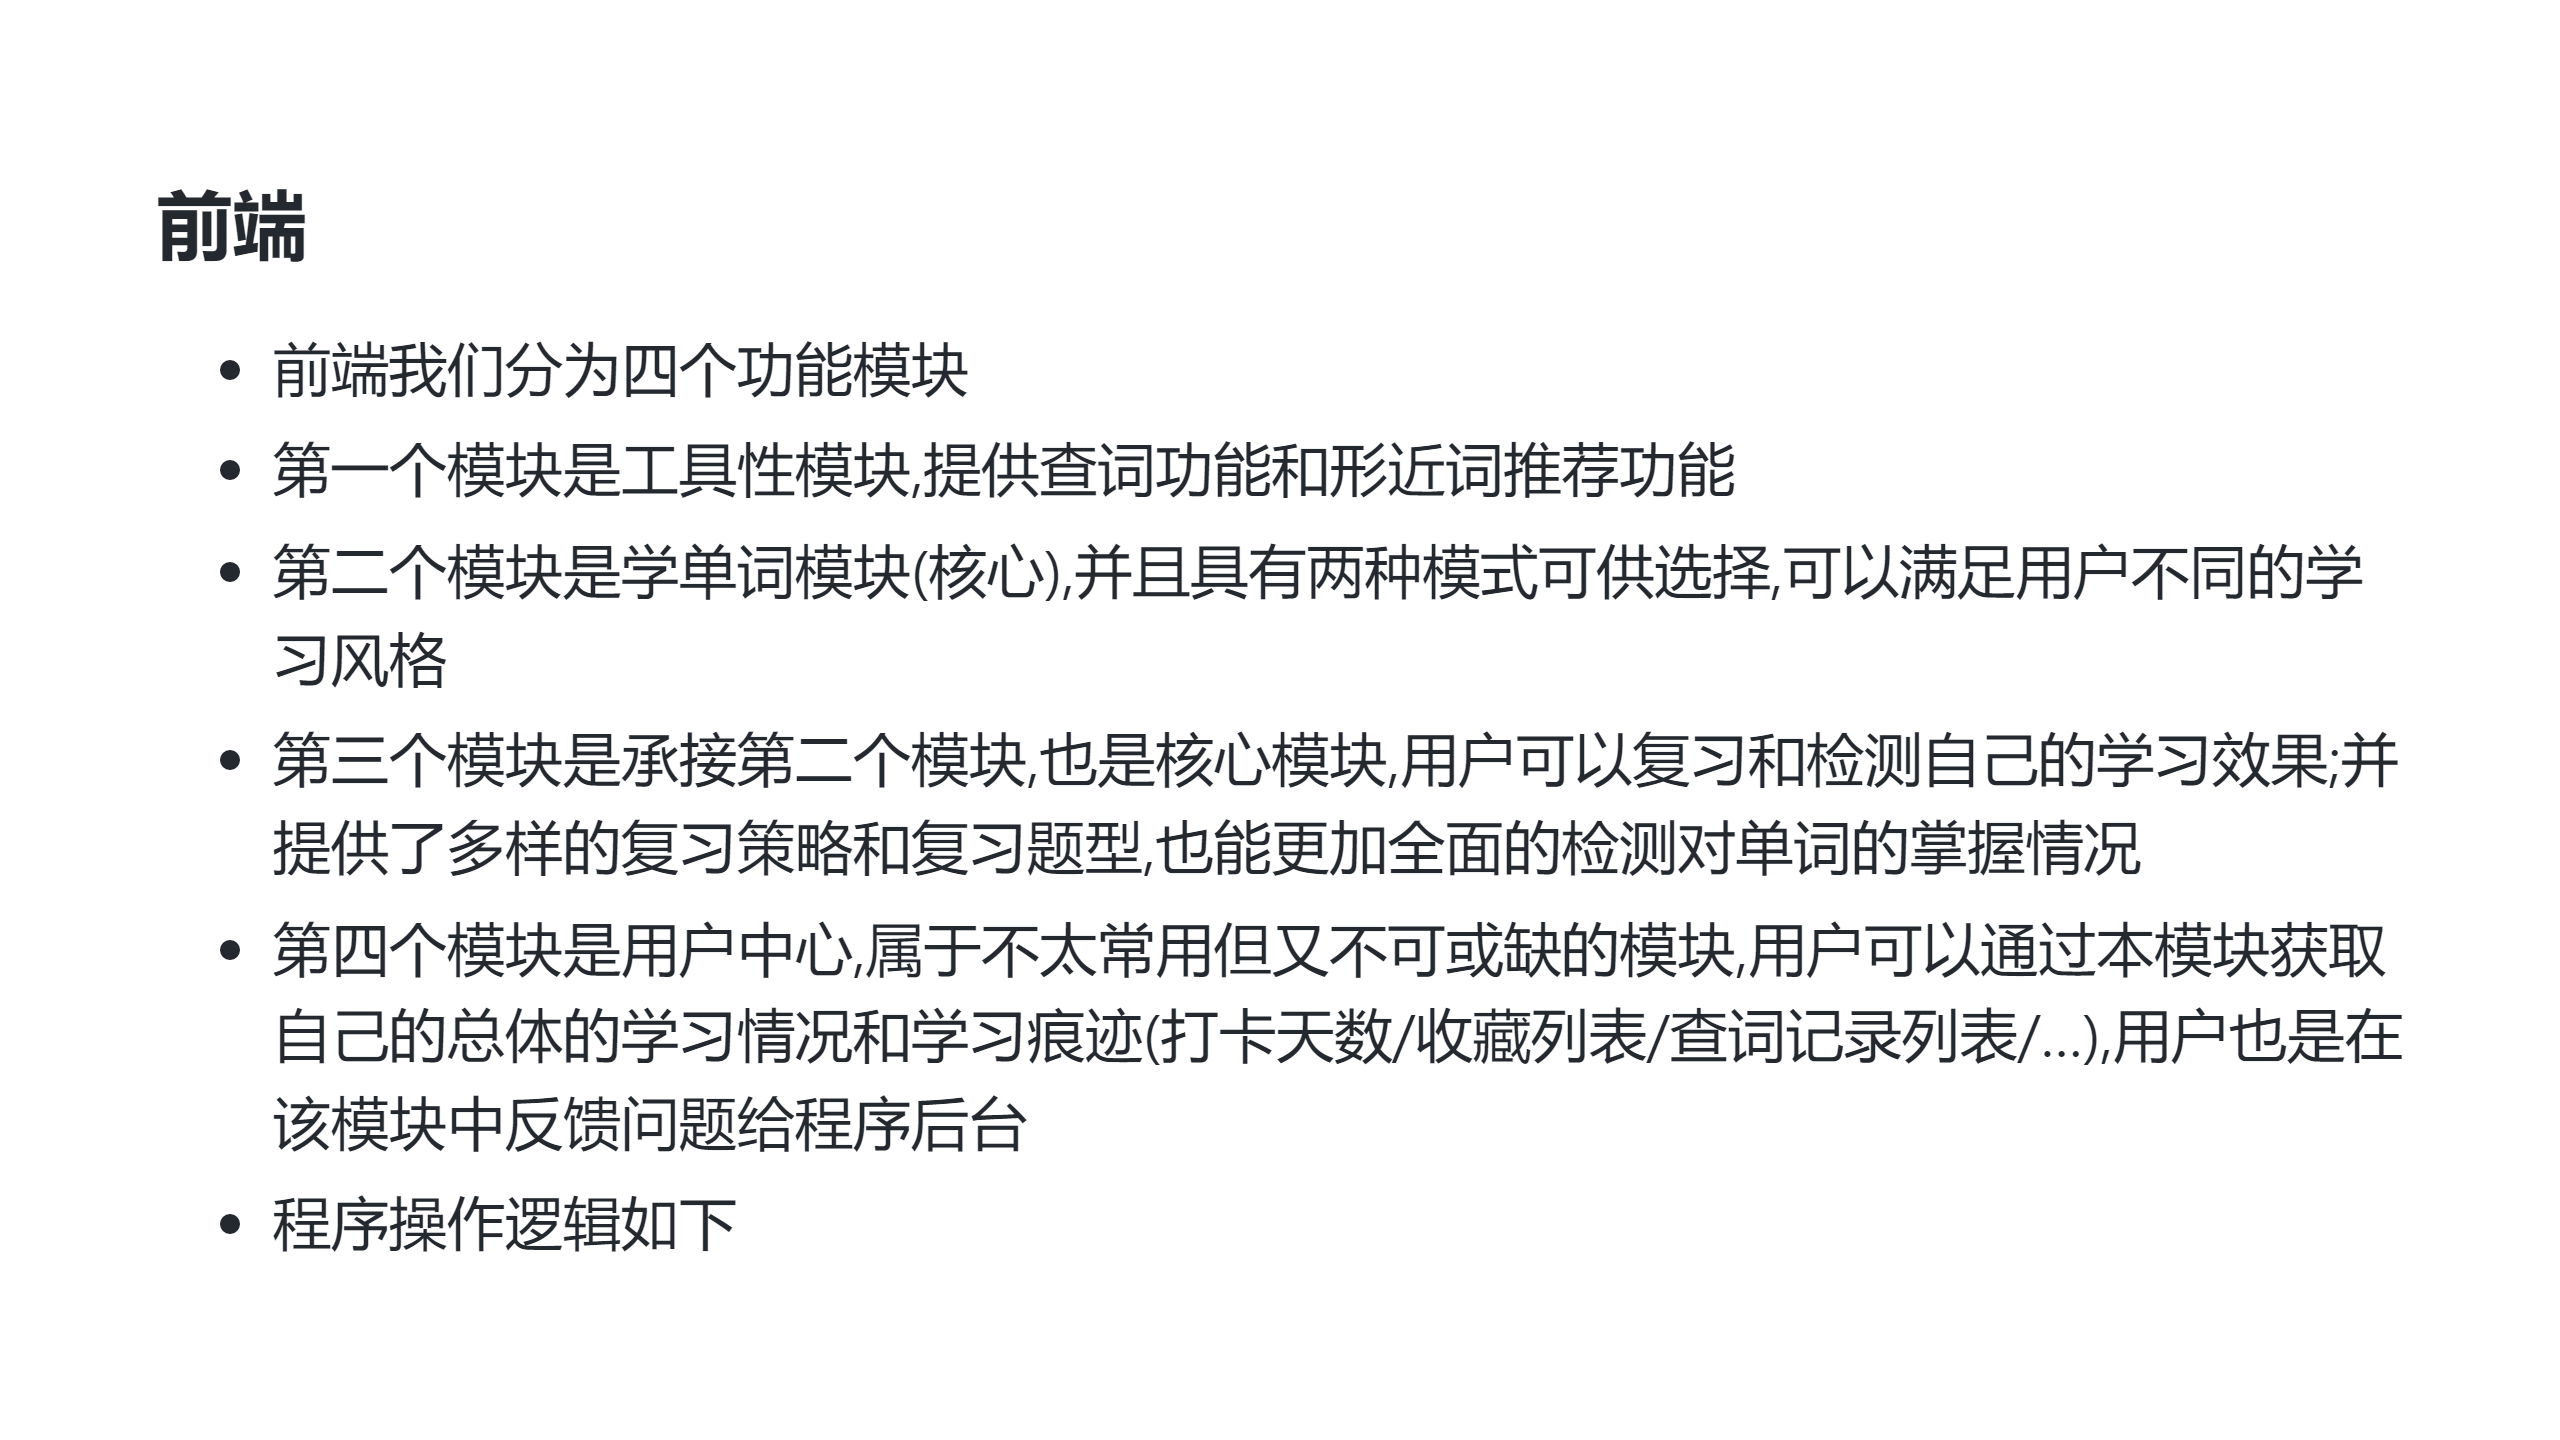 前端
前端我们分为四个功能模块
第一个模块是工具性模块,提供查词功能和形近词推荐功能
第二个模块是学单词模块(核心),并且具有两种模式可供选择,可以满足用户不同的学
习风格
第三个模块是承接第二个模块,也是核心模块,用户可以复习和检测自己的学习效果;并
提供了多样的复习策略和复习题型,也能更加全面的检测对单词的掌握情况
第四个模块是用户中心,属于不太常用但又不可或缺的模块,用户可以通过本模块获取
自己的总体的学习情况和学习痕迹(打卡天数/收藏列表/查词记录列表/...),用户也是在
该模块中反馈问题给程序后台
程序操作逻辑如下